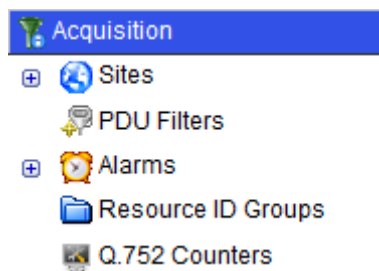 Acquisition
Sites
PDU Filters
Alarms
Resource ID Groups
Q.752 Counters